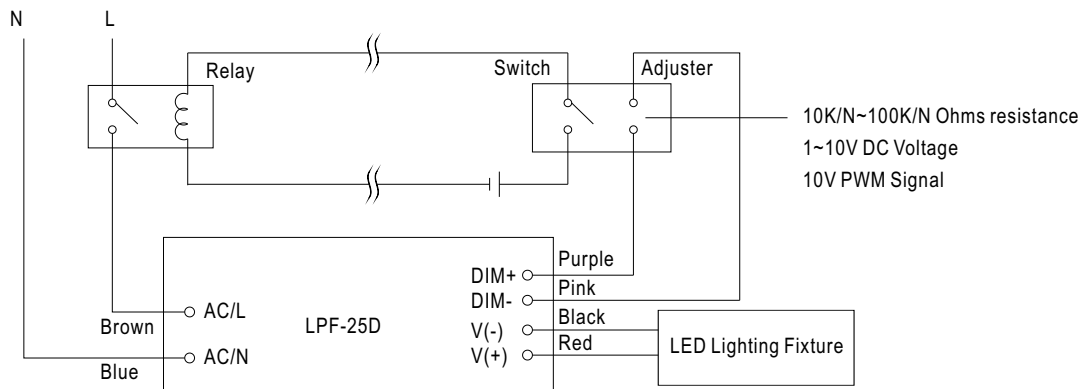 N
L
Relay
Switch
Adjuster
10K/N~100K/N Ohms resistance
1~10V DC Voltage
10V PWM Signal
DIM+
Purple
DIM-
Pink
AC/L
Brown
LPF-25D
V(-)
Black
V(+)
Red
LED Lighting Fixture
AC/N
Blue